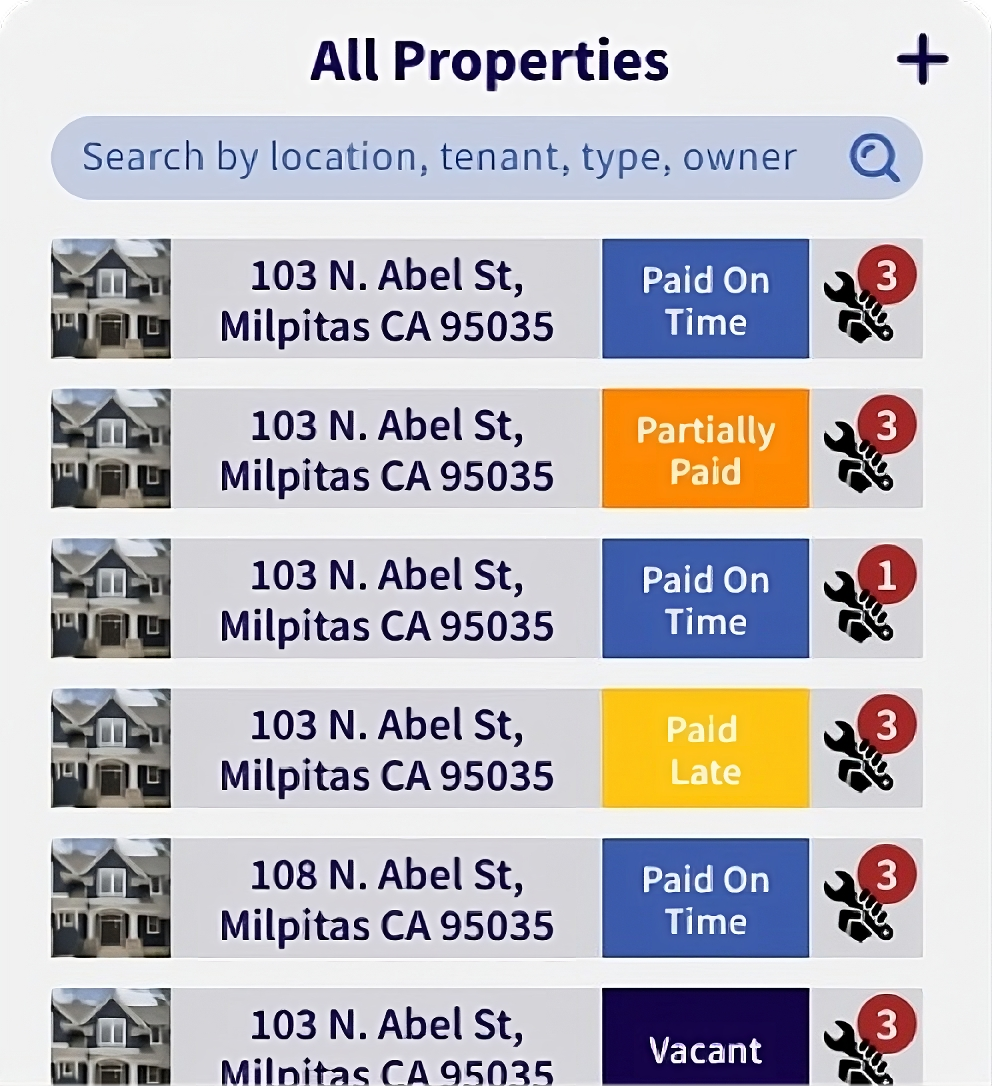 All Properties
+
Search by location, tenant, type, owner
103 N. Abel St,
Milpitas CA 95035
Paid On
Time
3
103 N. Abel St,
Milpitas CA 95035
Partially
Paid
3
103 N. Abel St,
Milpitas CA 95035
Paid On
Time
1
103 N. Abel St,
Milpitas CA 95035
Paid
Late
3
108 N. Abel St,
Milpitas CA 95035
Paid On
Time
3
103 N. Abel St,
Milpitas CA 95035
Vacant
3